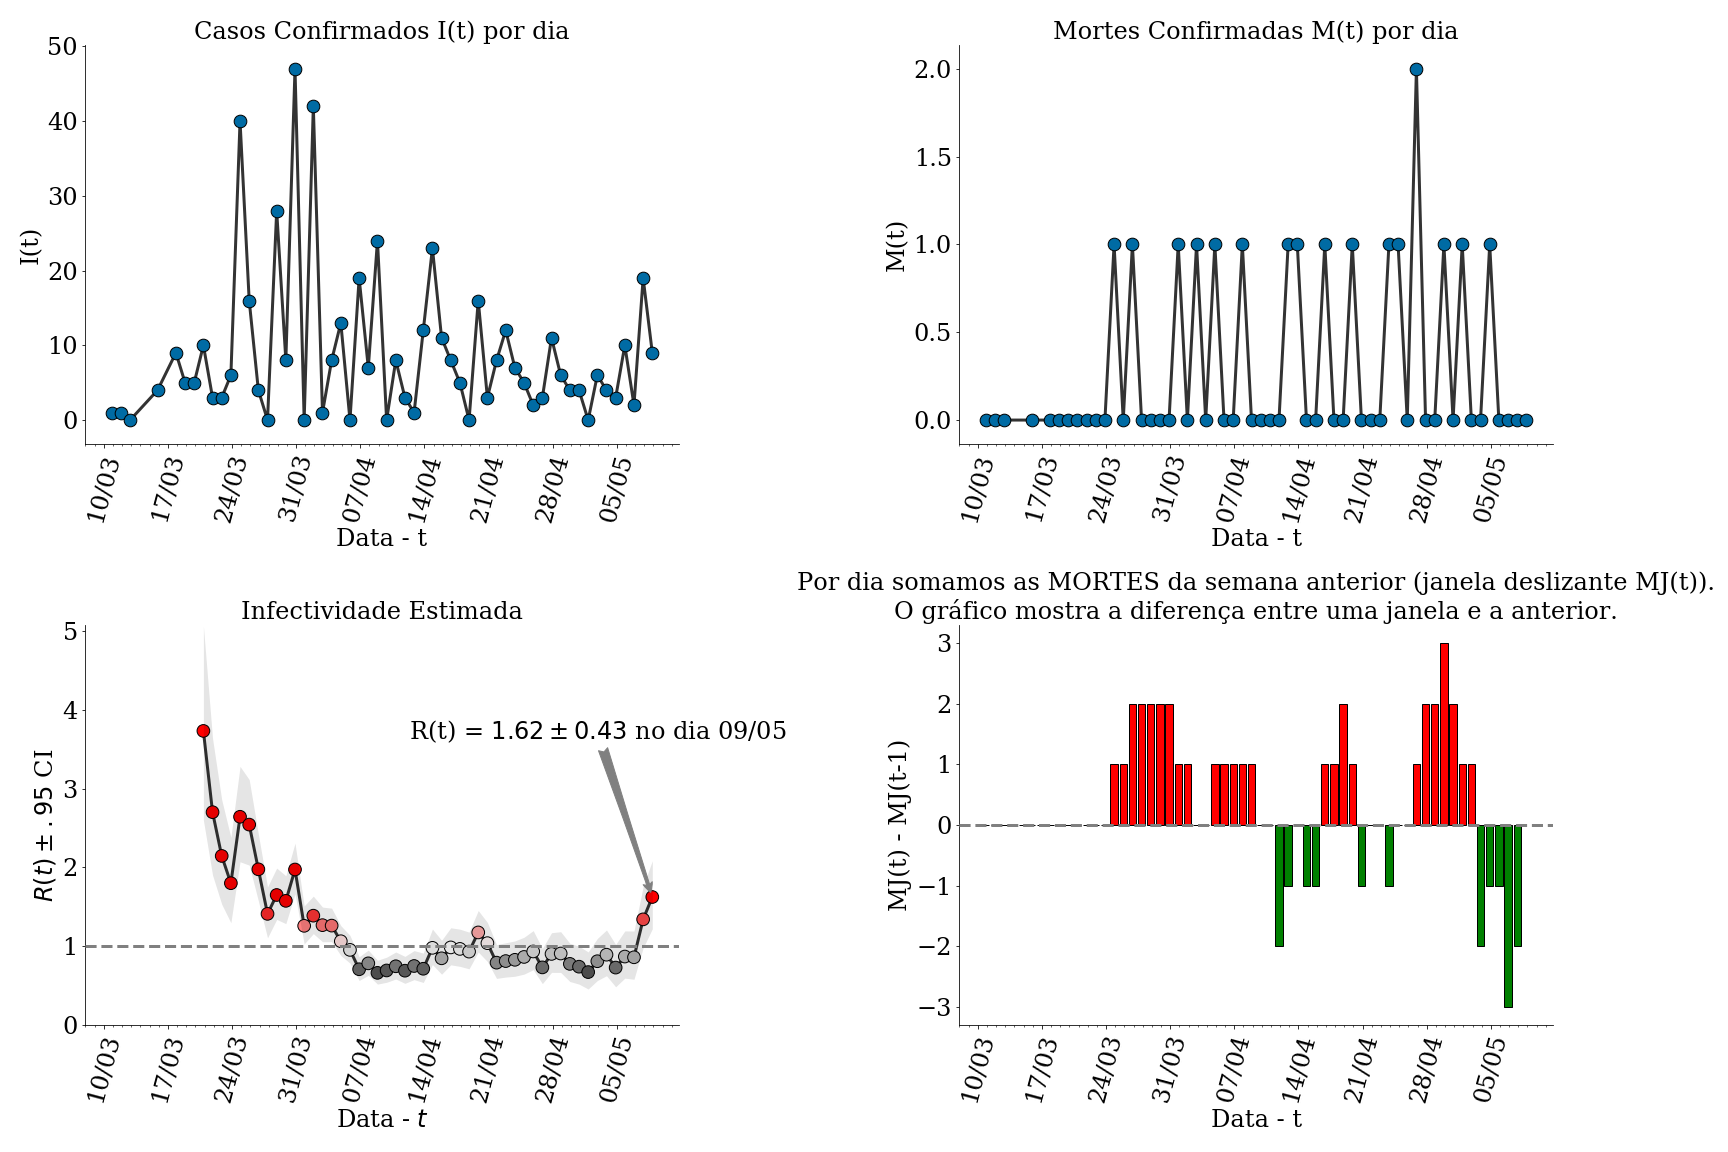 Casos Confirmados I(t) por dia
50
40
30
20
10
0
I(t)
10/03 17/03 24/03 31/03 07/04 14/04 21/04 28/04 05/05
Data - t
Mortes Confirmadas M(t) por dia
2.0
1.5
1.0
0.5
0.0
M(t)
10/03 17/03 24/03 31/03 07/04 14/04 21/04 28/04 05/05
Data - t
Infectividade Estimada
5
4
3
2
1
0
R(t) ± .95 CI
R(t) = 1.62 ± 0.43 no dia 09/05
10/03 17/03 24/03 31/03 07/04 14/04 21/04 28/04 05/05
Data - t
Por dia somamos as MORTES da semana anterior (janela deslizante MJ(t)).
O gráfico mostra a diferença entre uma janela e a anterior.
3
2
1
0
−1
−2
−3
MJ(t) - MJ(t-1)
10/03 17/03 24/03 31/03 07/04 14/04 21/04 28/04 05/05
Data - t